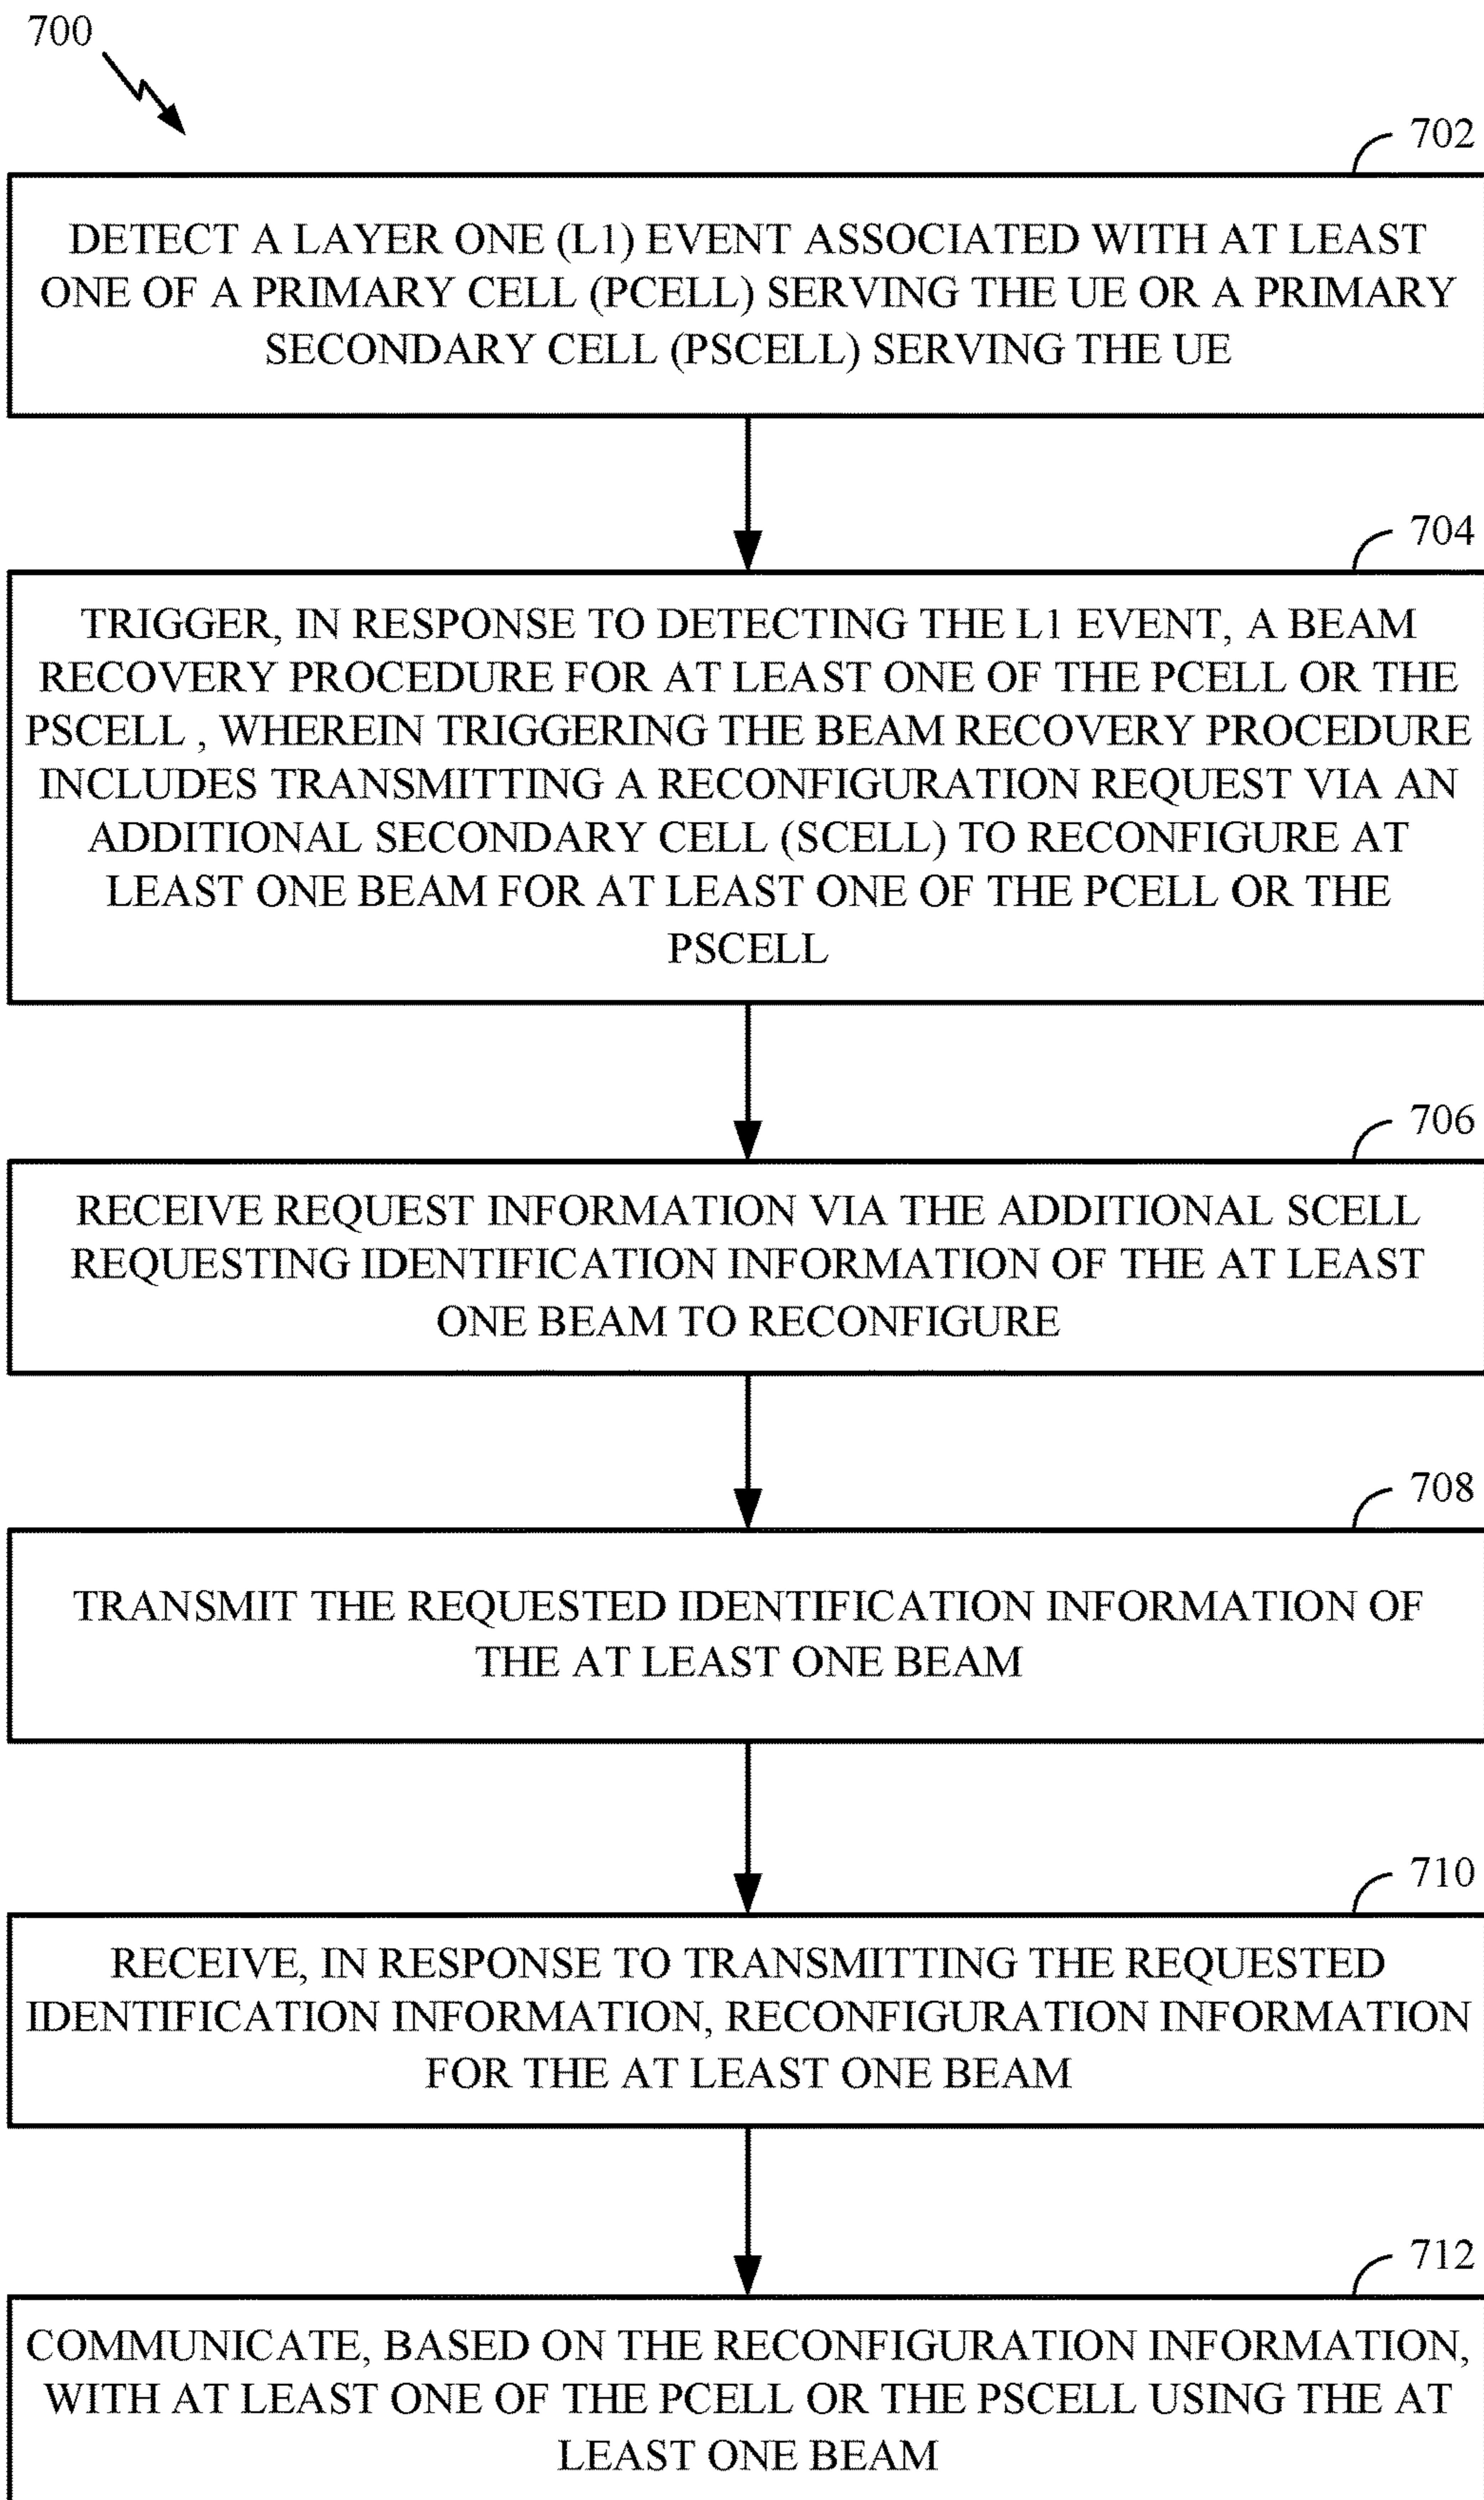 700
702
DETECT A LAYER ONE (L1) EVENT ASSOCIATED WITH AT LEAST
ONE OF A PRIMARY CELL (PCELL) SERVING THE UE OR A PRIMARY
SECONDARY CELL (PSCELL) SERVING THE UE
704
TRIGGER, IN RESPONSE TO DETECTING THE L1 EVENT, A BEAM
RECOVERY PROCEDURE FOR AT LEAST ONE OF THE PCELL OR THE
PSCELL , WHEREIN TRIGGERING THE BEAM RECOVERY PROCEDURE
INCLUDES TRANSMITTING A RECONFIGURATION REQUEST VIA AN
ADDITIONAL SECONDARY CELL (SCELL) TO RECONFIGURE AT
LEAST ONE BEAM FOR AT LEAST ONE OF THE PCELL OR THE
PSCELL
706
RECEIVE REQUEST INFORMATION VIA THE ADDITIONAL SCELL
REQUESTING IDENTIFICATION INFORMATION OF THE AT LEAST
ONE BEAM TO RECONFIGURE
708
TRANSMIT THE REQUESTED IDENTIFICATION INFORMATION OF
THE AT LEAST ONE BEAM
710
RECEIVE, IN RESPONSE TO TRANSMITTING THE REQUESTED
IDENTIFICATION INFORMATION, RECONFIGURATION INFORMATION
FOR THE AT LEAST ONE BEAM
712
COMMUNICATE, BASED ON THE RECONFIGURATION INFORMATION,
WITH AT LEAST ONE OF THE PCELL OR THE PSCELL USING THE AT
LEAST ONE BEAM